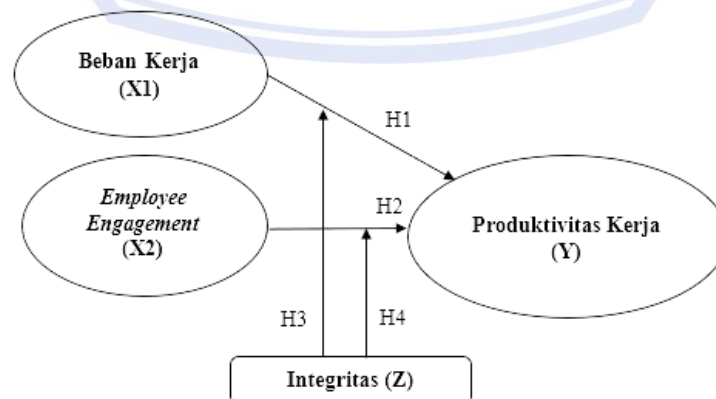 Beban Kerja
(X1)
H1
Employee
Engagement
(X2)
H2
Produktivitas Kerja
(Y)
H3
H4
Integritas (Z)